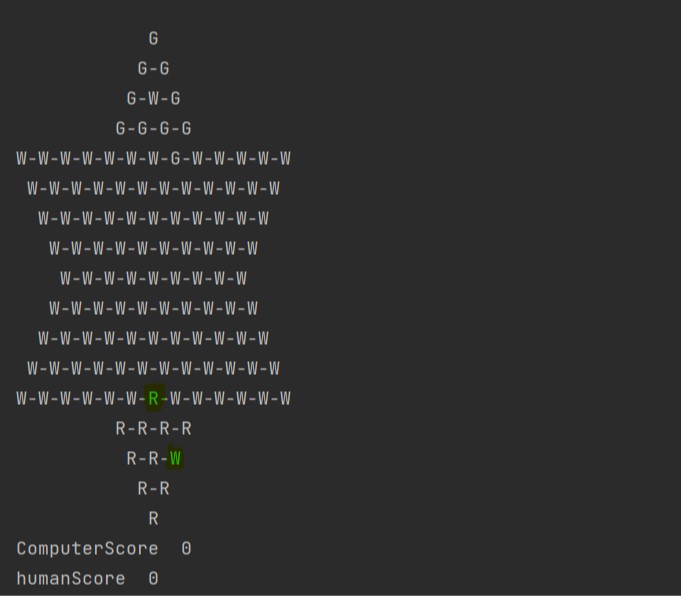 G
           G-G
          G-W-G
         G-G-G-G
W-W-W-W-W-W-W-G-W-W-W-W-W
 W-W-W-W-W-W-W-W-W-W-W-W
  W-W-W-W-W-W-W-W-W-W-W
   W-W-W-W-W-W-W-W-W-W
    W-W-W-W-W-W-W-W-W
   W-W-W-W-W-W-W-W-W-W
  W-W-W-W-W-W-W-W-W-W-W
 W-W-W-W-W-W-W-W-W-W-W-W
W-W-W-W-W-W-R-W-W-W-W-W-W
         R-R-R-R
          R-R-W
           R-R
            R
ComputerScore  0
humanScore  0